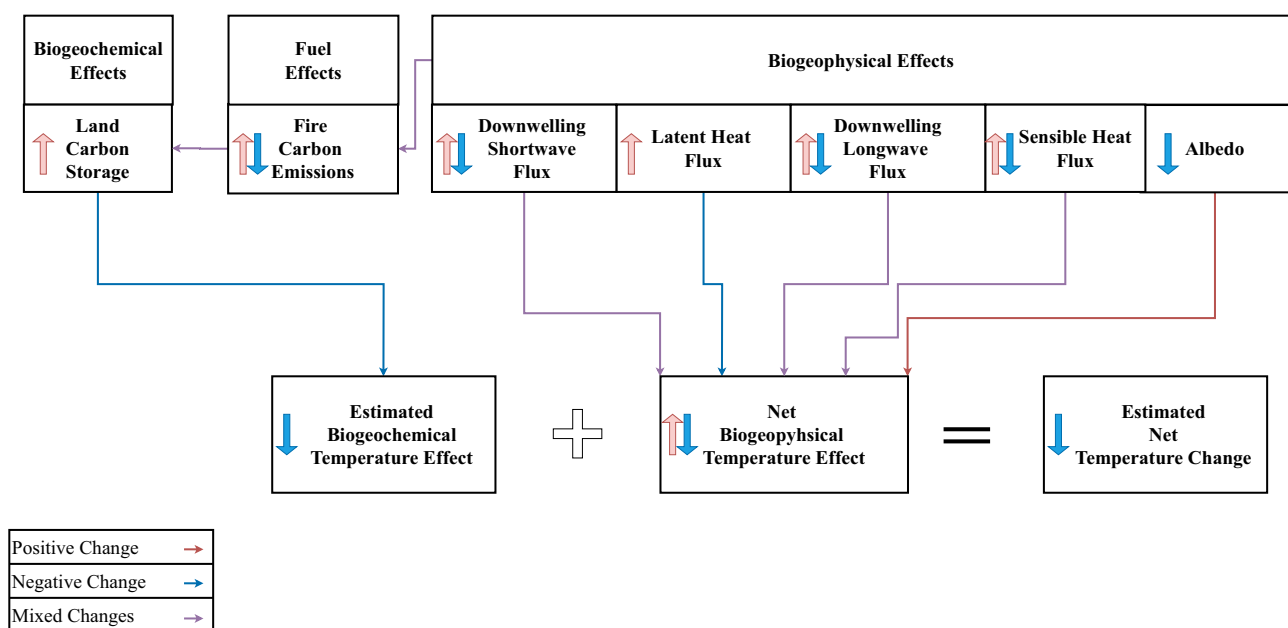 Biogeochemical
Effects
Fuel
Effects
Biogeophysical Effects
Land
Carbon
Storage
Fire
Carbon
Emissions
Downwelling
Shortwave
Flux
Latent Heat
Flux
Downwelling
Longwave
Flux
Sensible Heat
Flux
Albedo
Estimated
Biogeochemical
Temperature Effect
Net
Biogeopyhsical
Temperature Effect
Estimated
Net
Temperature Change
Positive Change
Negative Change
Mixed Changes